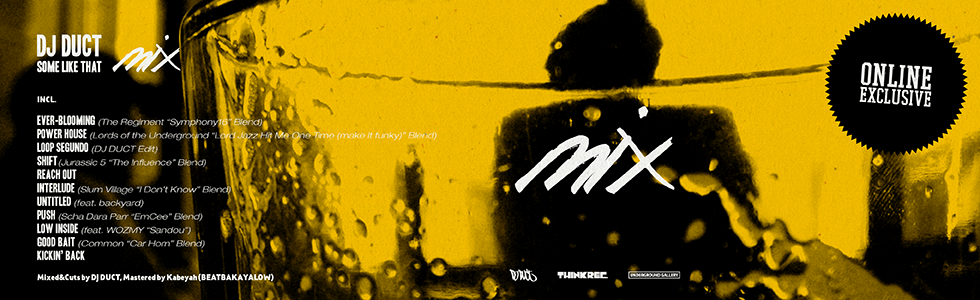 DJ DUCT
SOME LIKE THAT
mix
INCL.
EVER-BLOOMING (The Regiment "Symphony16" Blend)
POWER HOUSE (Lords of the Underground "Lord Jazz Hit Me One Time (make it funky)" Blend)
LOOP SEGUNDO (DJ DUCT Edit)
SHIFT (Jurassic 5 "The Influence" Blend)
REACH OUT
INTERLUDE (Slum Village "I Don't Know" Blend)
UNTITLED (feat. backyard)
PUSH (Scha Dara Parr "EmCee" Blend)
LOW INSIDE (feat. WOZMY "Sandou")
GOOD BAIT (Common "Car Horn" Blend)
KICKIN' BACK
Mixed&Cuts by DJ DUCT, Mastered by Kabeyah (BEATBAKAYALOW)
mix
THINKREC.
UNDERGROUND GALLERY
ONLINE
EXCLUSIVE